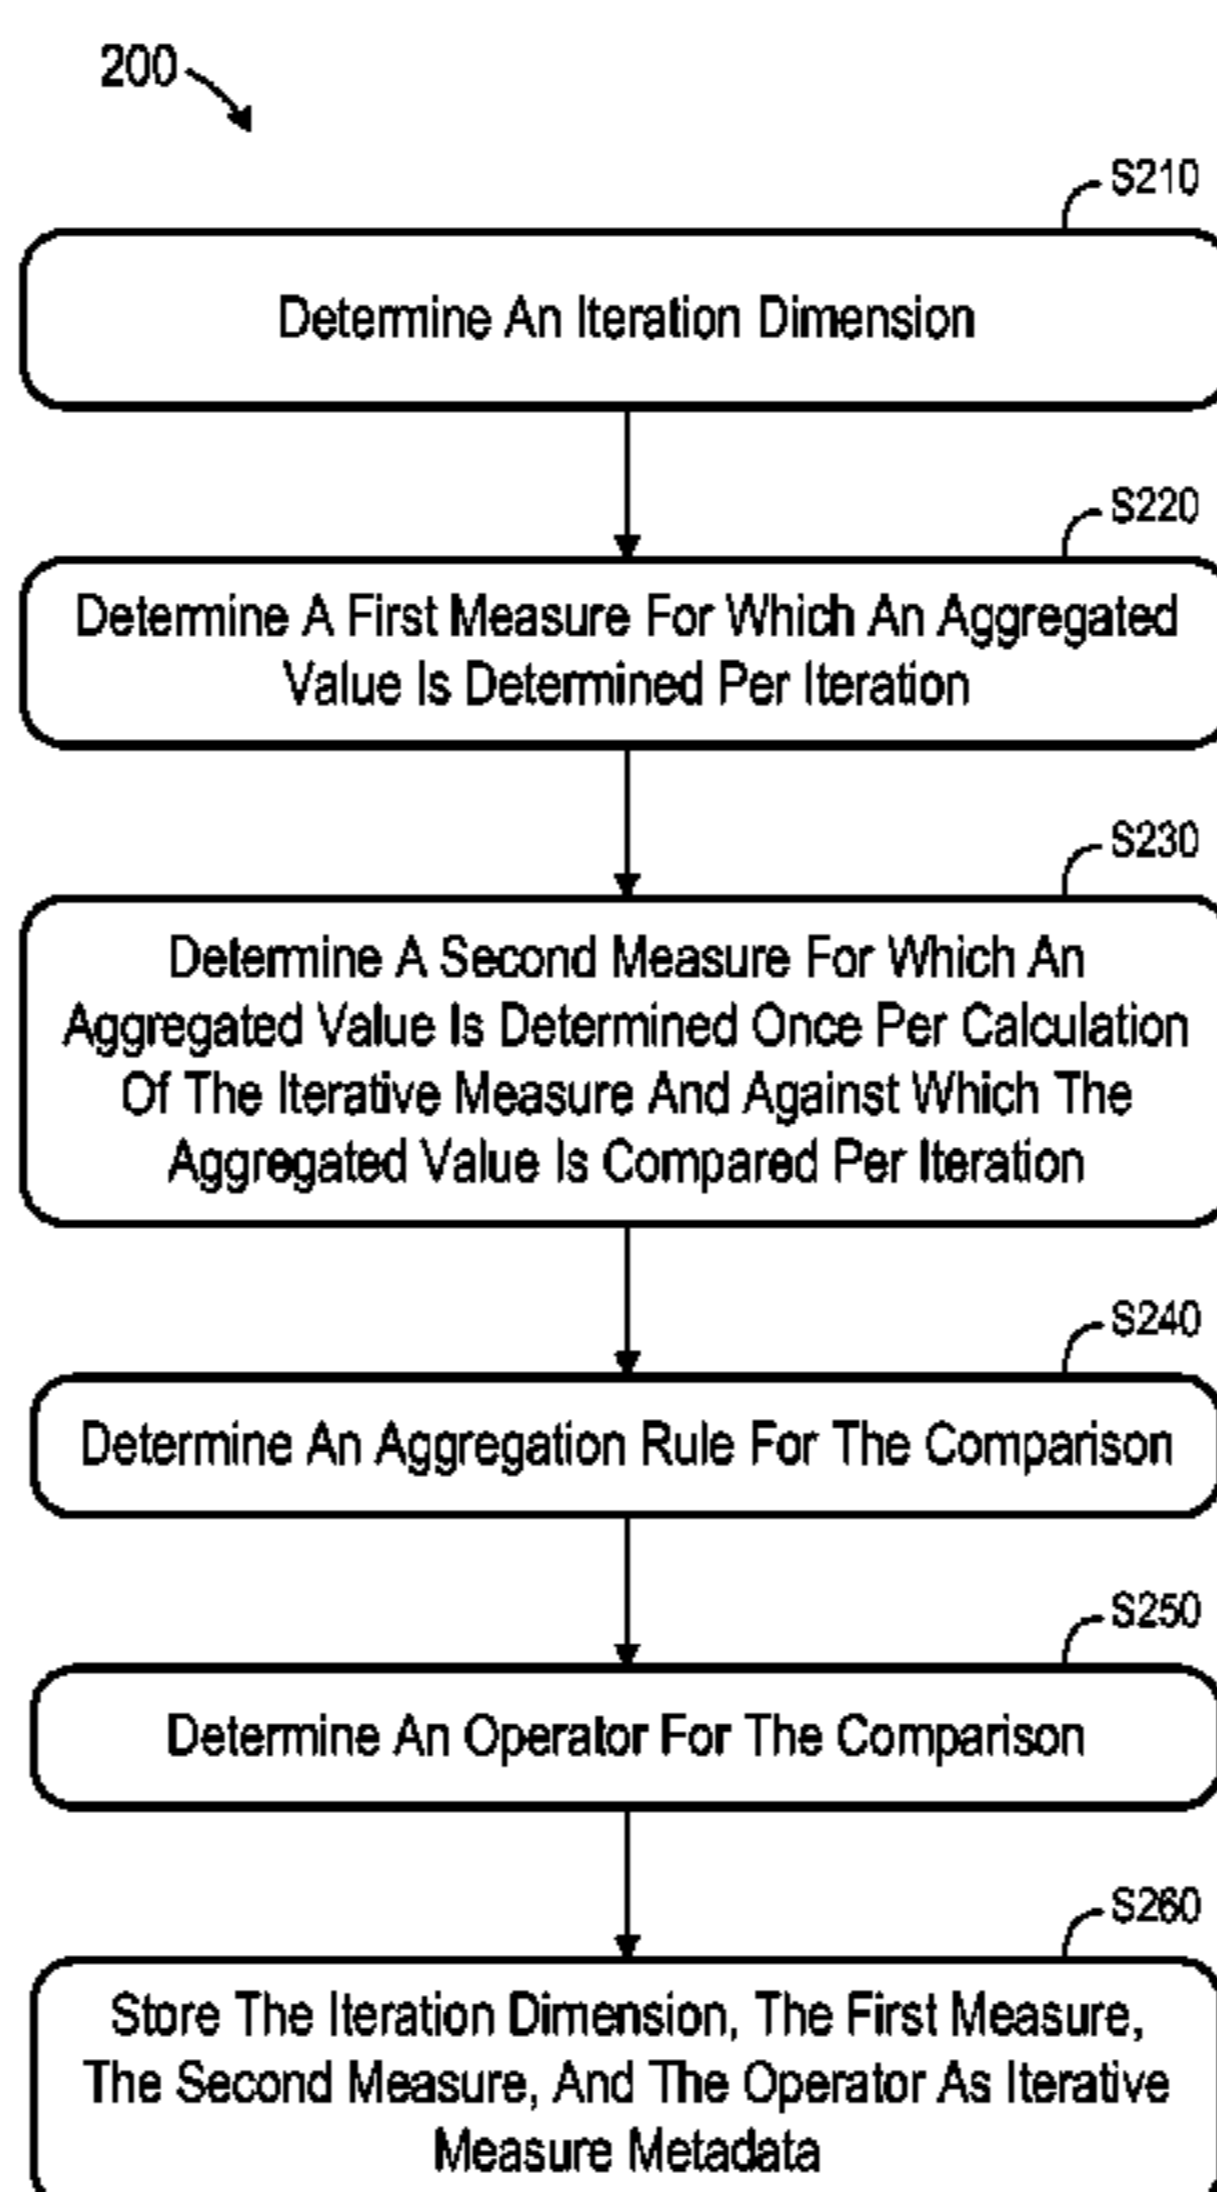 200
S210
Determine An Iteration Dimension
S220
Determine A First Measure For Which An Aggregated
Value Is Determined Per Iteration
S230
Determine A Second Measure For Which An
Aggregated Value Is Determined Once Per Calculation
Of The Iterative Measure And Against Which The
Aggregated Value Is Compared Per Iteration
S240
Determine An Aggregation Rule For The Comparison
S250
Determine An Operator For The Comparison
S260
Store The Iteration Dimension, The First Measure,
The Second Measure, And The Operator As Iterative
Measure Metadata